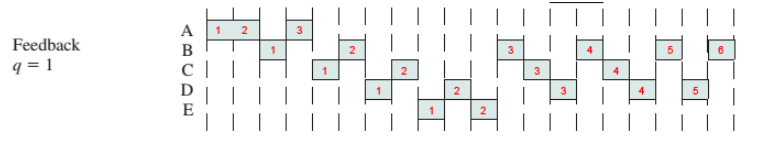 Feedback
q = 1
A 1 2 3
B 1 2 3 4 5 6
C 1 2 3 4
D 1 2 3 4 5
E 1 2